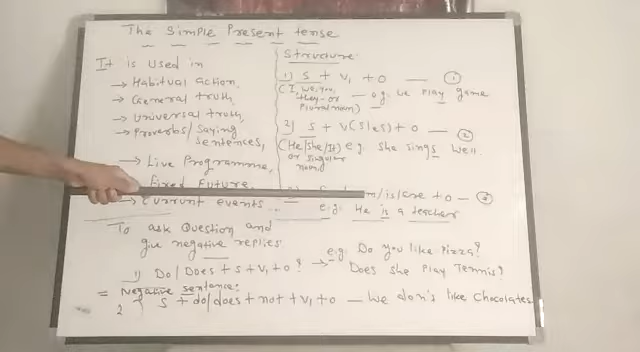 The Simple Present tense
It is used in
→ Habitual action.
→ General truth,
→ Universal truth,
→ Proverbs/Saying
sentences,
→ Live Programme,
Fixed Future,
→ Current events...
Structure
1) S + V1 + O — ①
(I, we, you,
they - or
Plural noun) — eg. we play game
2) S + V(s/es) + O — ②
(He/she/It) e.g. she sings well.
or singular
noun)
/is/are + O — ③
e.g. He is a teacher
To ask Question and
give negative replies
1) Do/Does + S + V1 + O? → e.g. Do you like Pizza?
Does she play Tennis?
= Negative sentence.
2 S + do/does + not + V1 + O — We don's like Chocolates